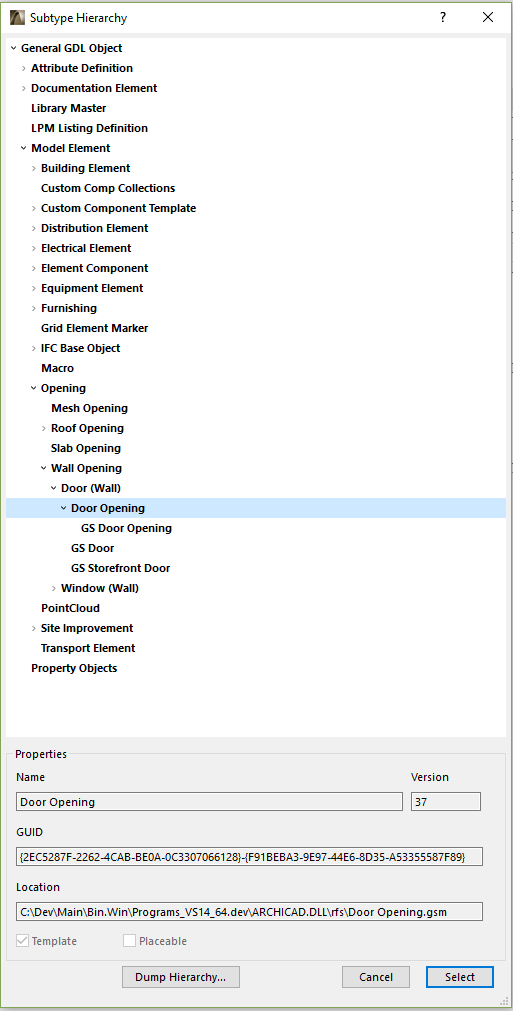 Subtype Hierarchy
General GDL Object
Attribute Definition
Documentation Element
Library Master
LPM Listing Definition
Model Element
Building Element
Custom Comp Collections
Custom Component Template
Distribution Element
Electrical Element
Element Component
Equipment Element
Furnishing
Grid Element Marker
IFC Base Object
Macro
Opening
Mesh Opening
Roof Opening
Slab Opening
Wall Opening
Door (Wall)
Door Opening
GS Door Opening
GS Door
GS Storefront Door
Window (Wall)
PointCloud
Site Improvement
Transport Element
Property Objects
Properties
Name Version
Door Opening 37
GUID
{2EC5287F-2262-4CAB-BE0A-0C3307066128}-{F91BEBA3-9E97-44E6-8D35-A53355587F89}
Location
C:\Dev\Main\Bin.Win\Programs_VS14_64.dev\ARCHICAD.DLL\rfs\Door Opening.gsm
Template Placeable
Dump Hierarchy... Cancel Select